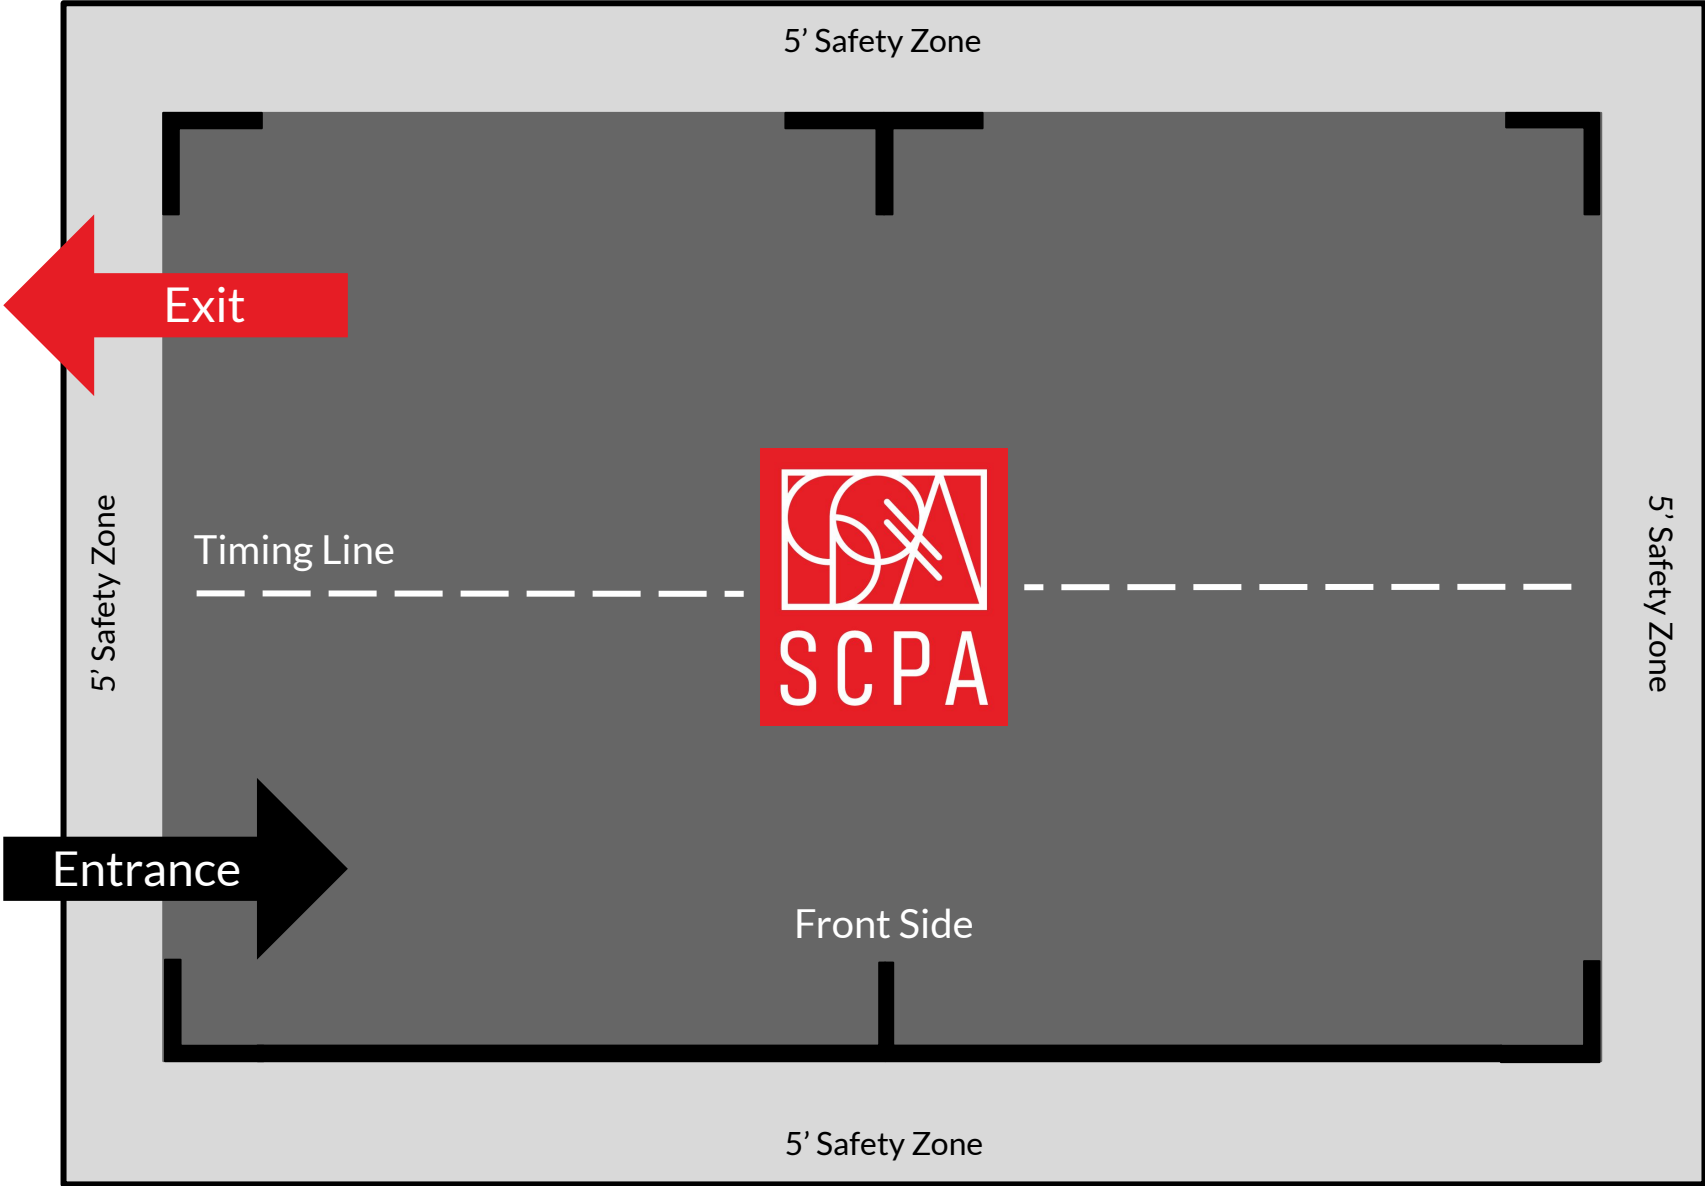 5’ Safety Zone
Exit
5’ Safety Zone
Timing Line
SCPA
5’ Safety Zone
Entrance
Front Side
5’ Safety Zone